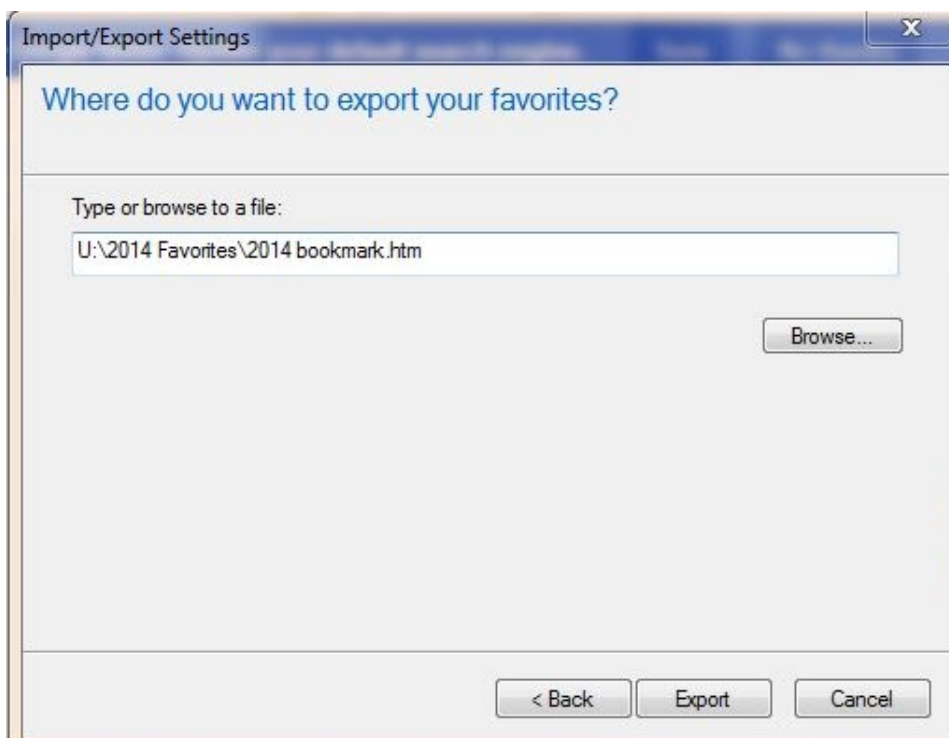 Import/Export Settings
Where do you want to export your favorites?
Type or browse to a file:
U:\2014 Favorites\2014 bookmark.htm
Browse...
< Back
Export
Cancel